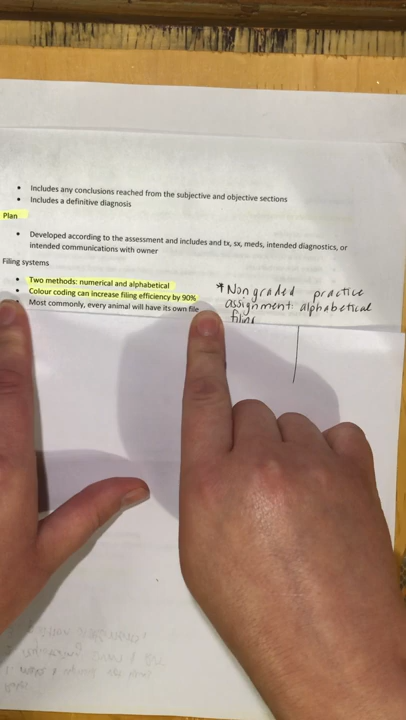 • Includes any conclusions reached from the subjective and objective sections
• Includes a definitive diagnosis
Plan
• Developed according to the assessment and includes and tx, sx, meds, intended diagnostics, or
intended communications with owner
Filing systems
• Two methods: numerical and alphabetical
• Colour coding can increase filing efficiency by 90%
• Most commonly, every animal will have its own file
* Non graded practice
assignment: alphabetical
filing